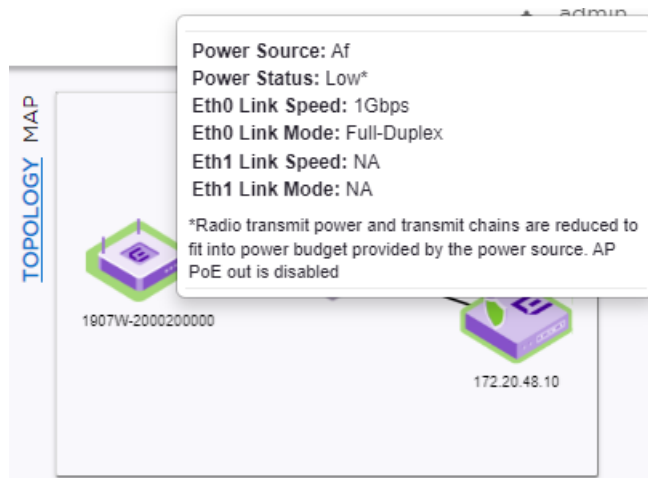 admin
Power Source: Af
Power Status: Low*
Eth0 Link Speed: 1Gbps
Eth0 Link Mode: Full-Duplex
Eth1 Link Speed: NA
Eth1 Link Mode: NA
*Radio transmit power and transmit chains are reduced to
fit into power budget provided by the power source. AP
PoE out is disabled
TOPOLOGY MAP
1907W-2000200000
172.20.48.10